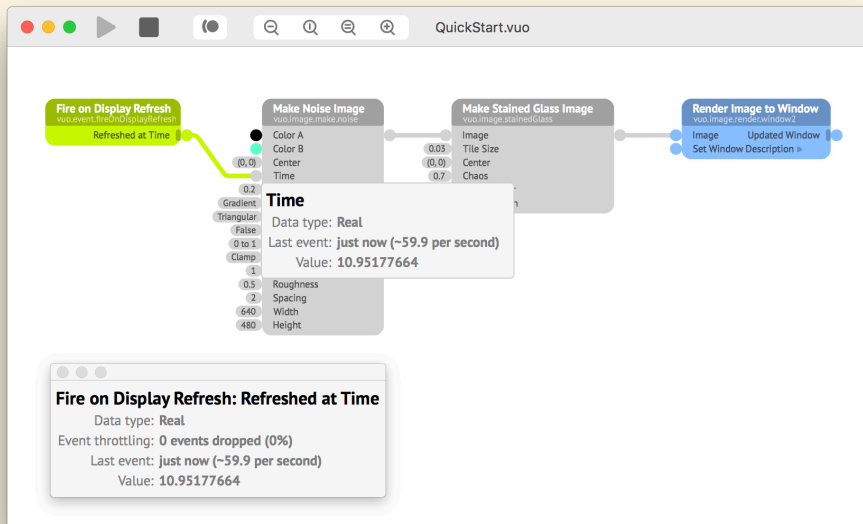 QuickStart.vuo
Fire on Display Refresh
vuo.event.fireOnDisplayRefresh
Refreshed at Time
Make Noise Image
vuo.image.make.noise
Color A
Color B
(0, 0) Center
Time
0.2
Gradient
Triangular
False
0 to 1
Clamp
1
0.5 Roughness
2 Spacing
640 Width
480 Height
Make Stained Glass Image
vuo.image.stainedGlass
Image
0.03 Tile Size
(0, 0) Center
0.7 Chaos
Render Image to Window
vuo.image.render.window2
Image Updated Window
Set Window Description
Time
Data type: Real
Last event: just now (~59.9 per second)
Value: 10.95177664
Fire on Display Refresh: Refreshed at Time
Data type: Real
Event throttling: 0 events dropped (0%)
Last event: just now (~59.9 per second)
Value: 10.95177664